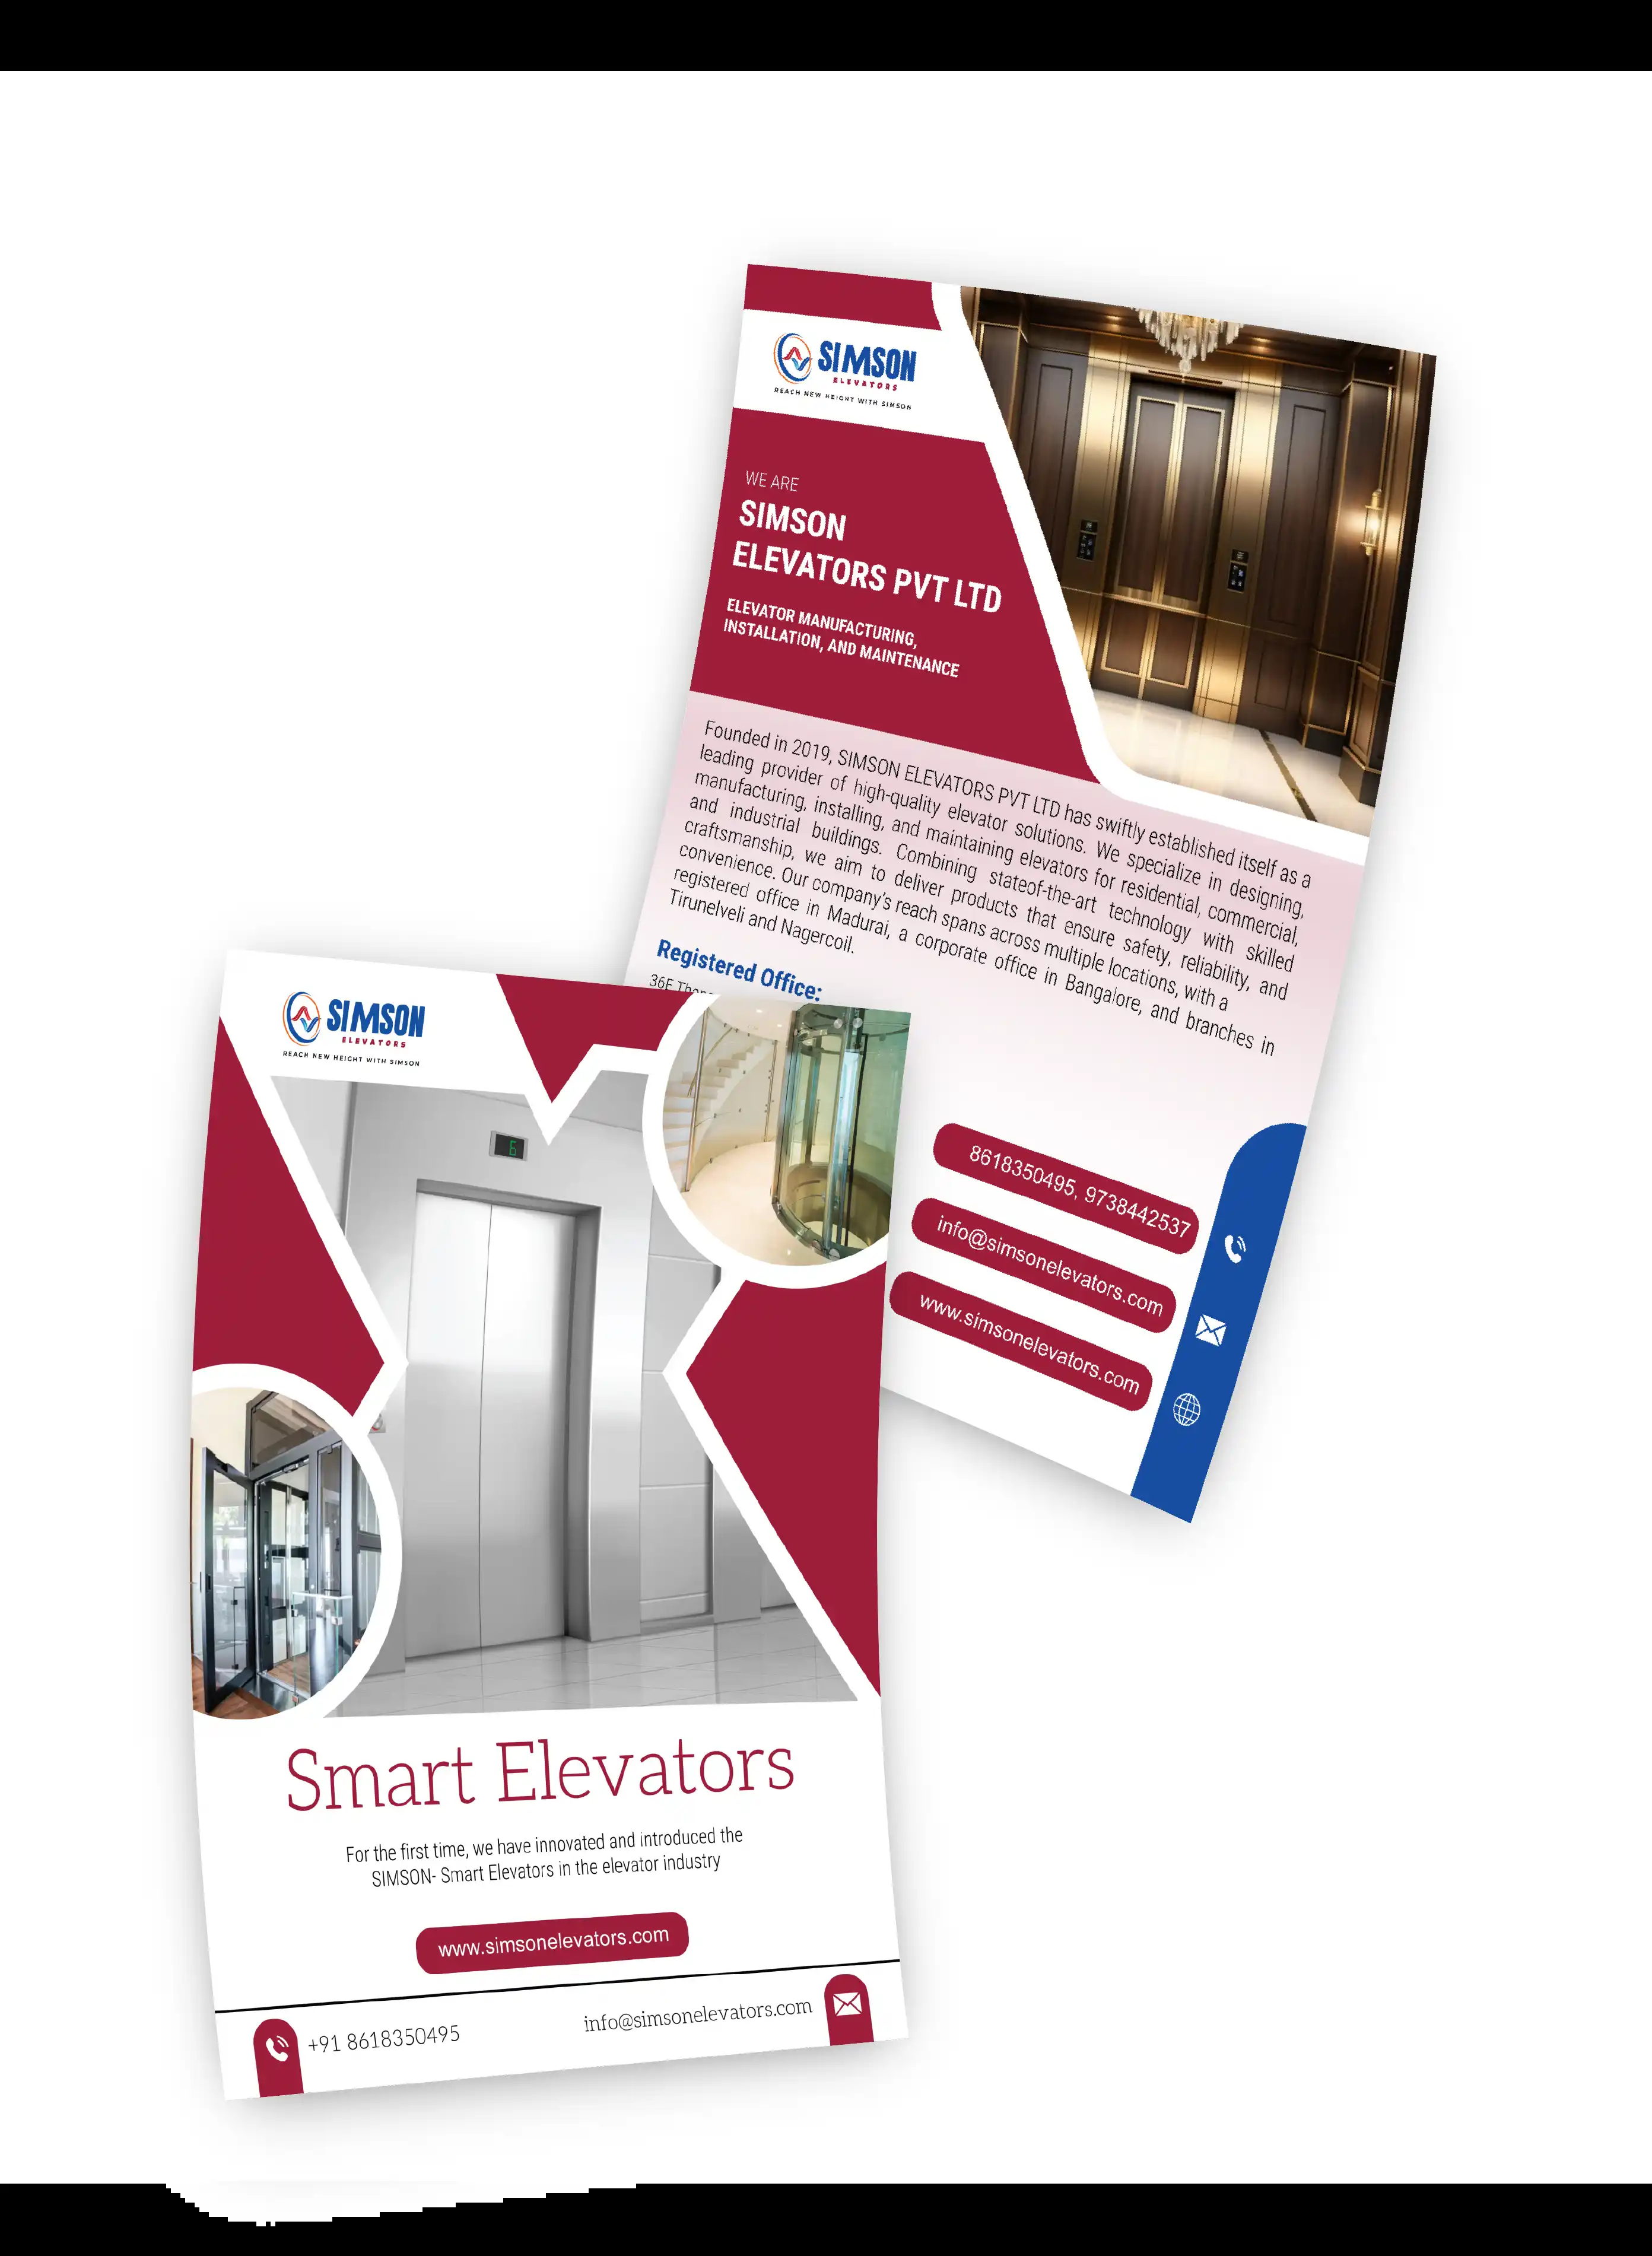 SIMSON
ELEVATORS
REACH NEW HEIGHT WITH SIMSON
WE ARE
SIMSON
ELEVATORS PVT LTD
ELEVATOR MANUFACTURING,
INSTALLATION, AND MAINTENANCE
Founded in 2019, SIMSON ELEVATORS PVT LTD has swiftly established itself as a
leading provider of high-quality elevator solutions. We specialize in designing,
manufacturing, installing, and maintaining elevators for residential, commercial,
and industrial buildings. Combining stateof-the-art technology with skilled
craftsmanship, we aim to deliver products that ensure safety, reliability, and
convenience. Our company's reach spans across multiple locations, with a
registered office in Madurai, a corporate office in Bangalore, and branches in
Tirunelveli and Nagercoil.
Registered Office:
8618350495, 9738442537
info@simsonelevators.com
www.simsonelevators.com
SIMSON
ELEVATORS
REACH NEW HEIGHT WITH SIMSON
6
Smart Elevators
For the first time, we have innovated and introduced the
SIMSON- Smart Elevators in the elevator industry
www.simsonelevators.com
+91 8618350495
info@simsonelevators.com